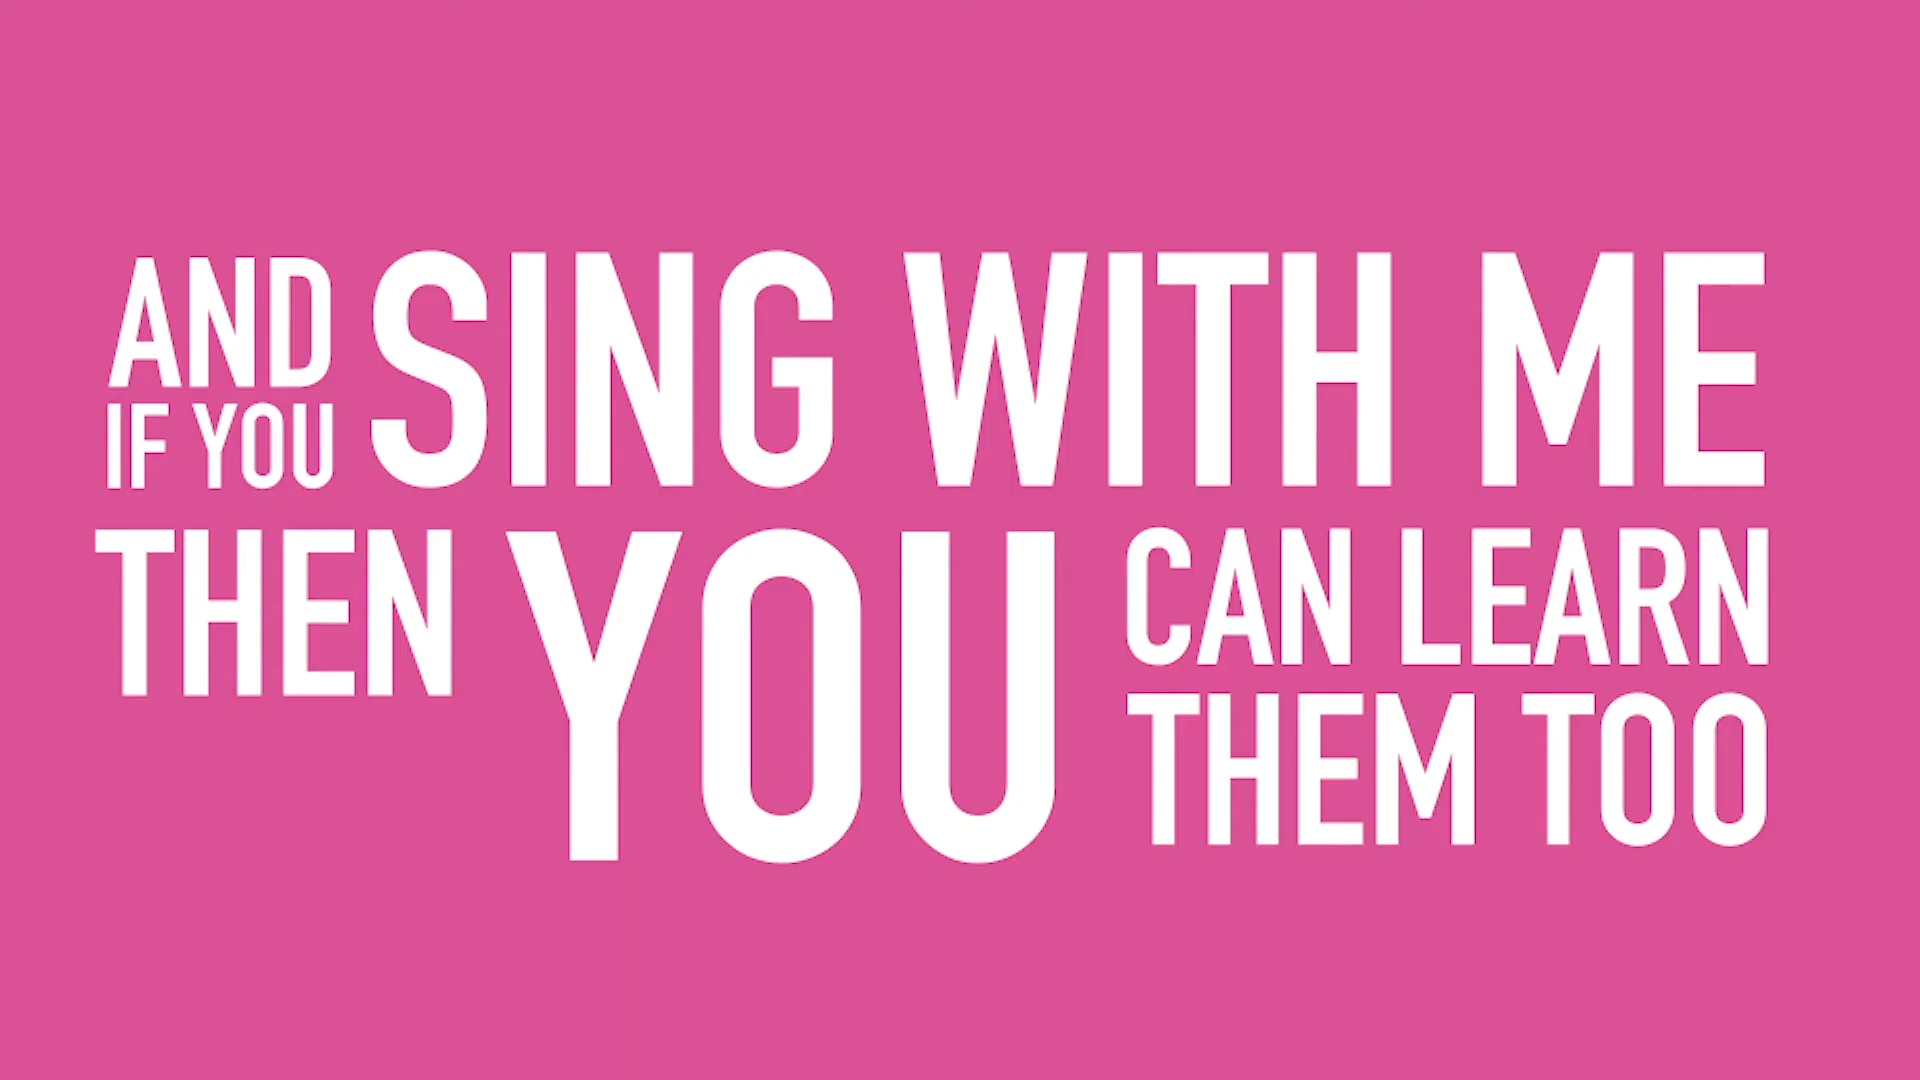 AND
IF YOU
SING WITH ME
THEN
YOU
CAN LEARN
THEM TOO